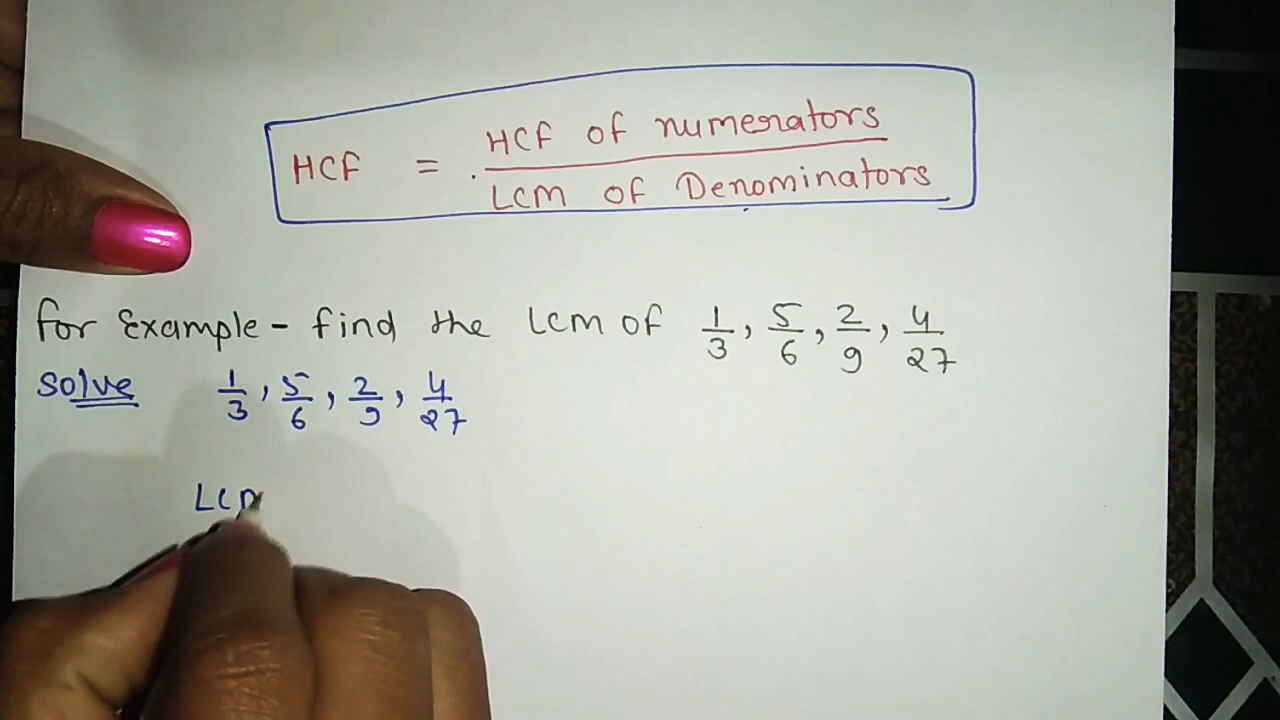 HCF = HCF of numerators
LCM of Denominators
for Example - find the LCM of 1/3, 5/6, 2/9, 4/27
Solve 1/3, 5/6, 2/9, 4/27
LCM